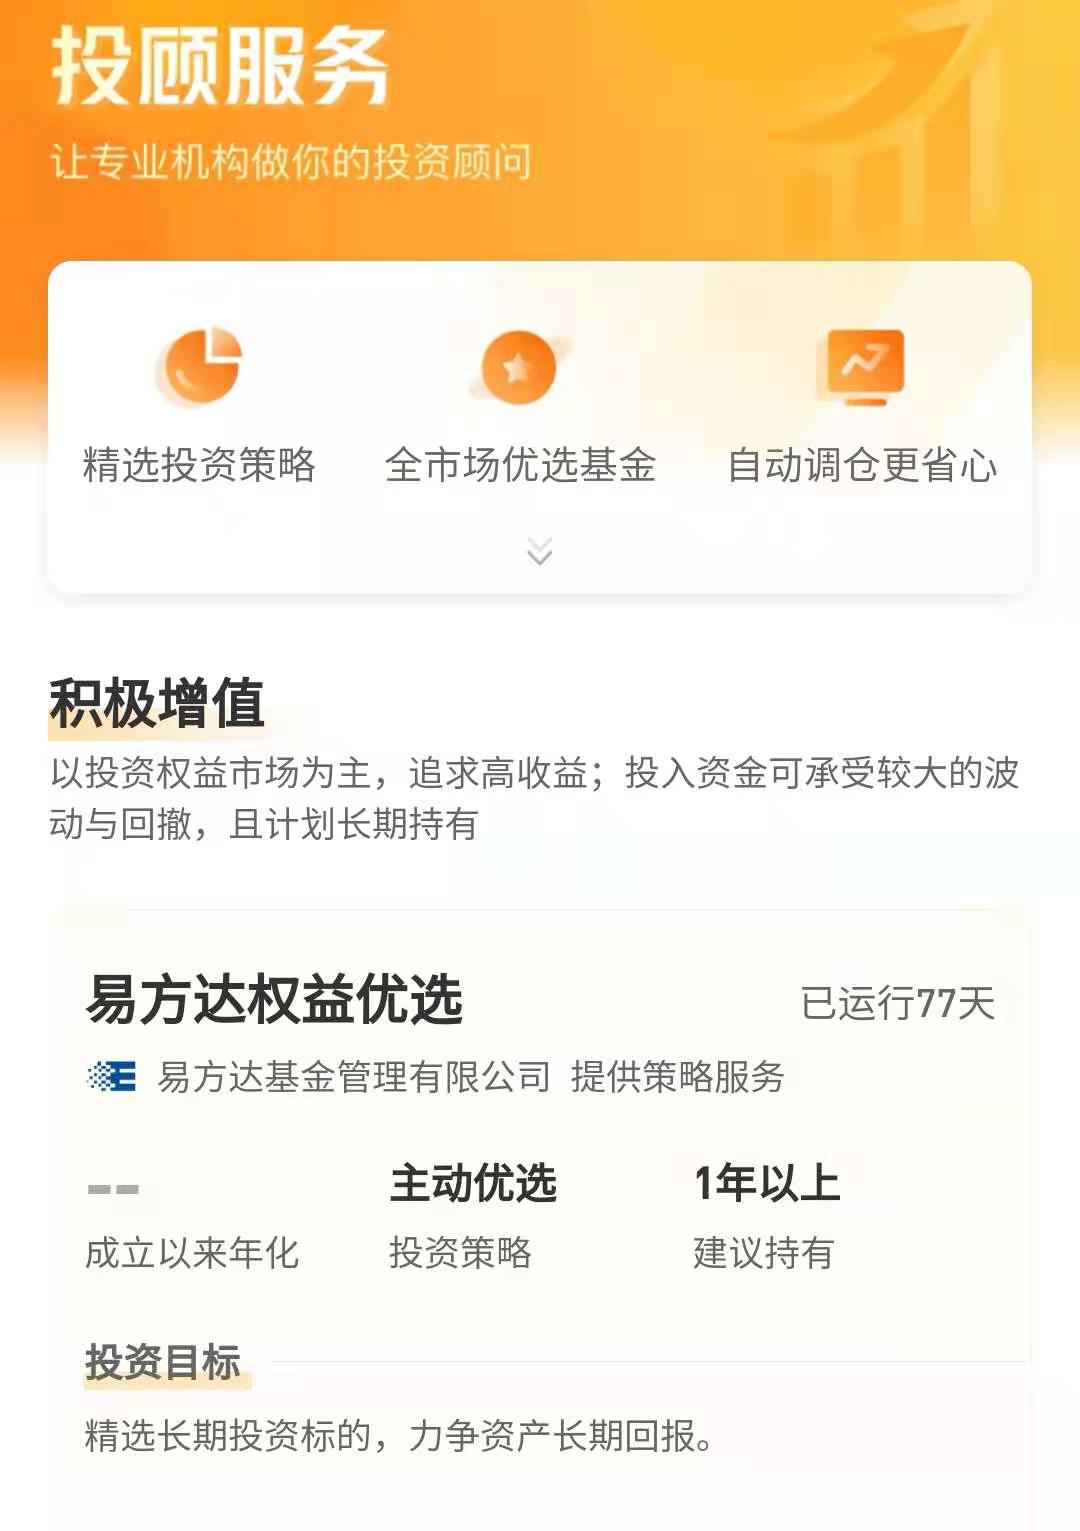 投顾服务
让专业机构做你的投资顾问
精选投资策略 全市场优选基金 自动调仓更省心
积极增值
以投资权益市场为主，追求高收益；投入资金可承受较大的波
动与回撤，且计划长期持有
易方达权益优选 已运行77天
易方达基金管理有限公司 提供策略服务
-- 主动优选 1年以上
成立以来年化 投资策略 建议持有
投资目标
精选长期投资标的，力争资产长期回报。